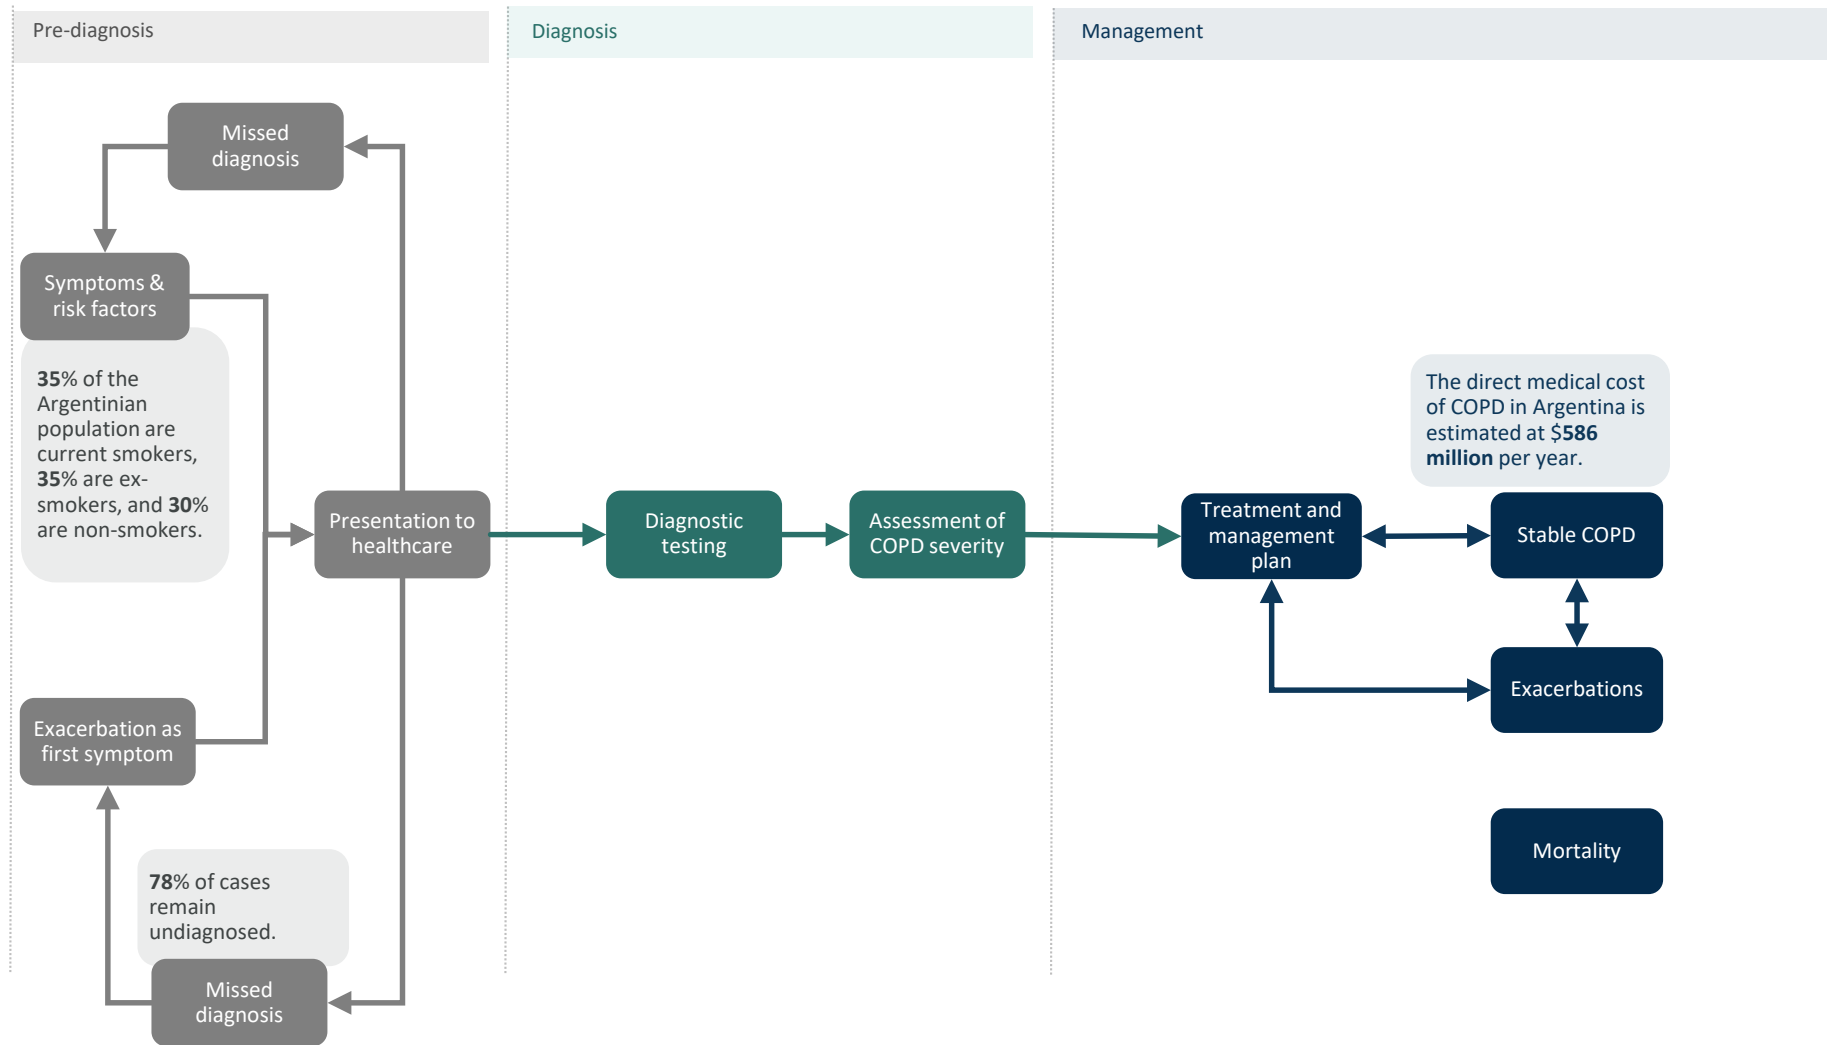 Pre-diagnosis
Diagnosis
Management
Missed
diagnosis
Symptoms &
risk factors
35% of the
Argentinian
population are
current smokers,
35% are ex-
smokers, and 30%
are non-smokers.
Presentation to
healthcare
Exacerbation as
first symptom
78% of cases
remain
undiagnosed.
Missed
diagnosis
Diagnostic
testing
Assessment of
COPD severity
The direct medical cost
of COPD in Argentina is
estimated at $586
million per year.
Treatment and
management
plan
Stable COPD
Exacerbations
Mortality